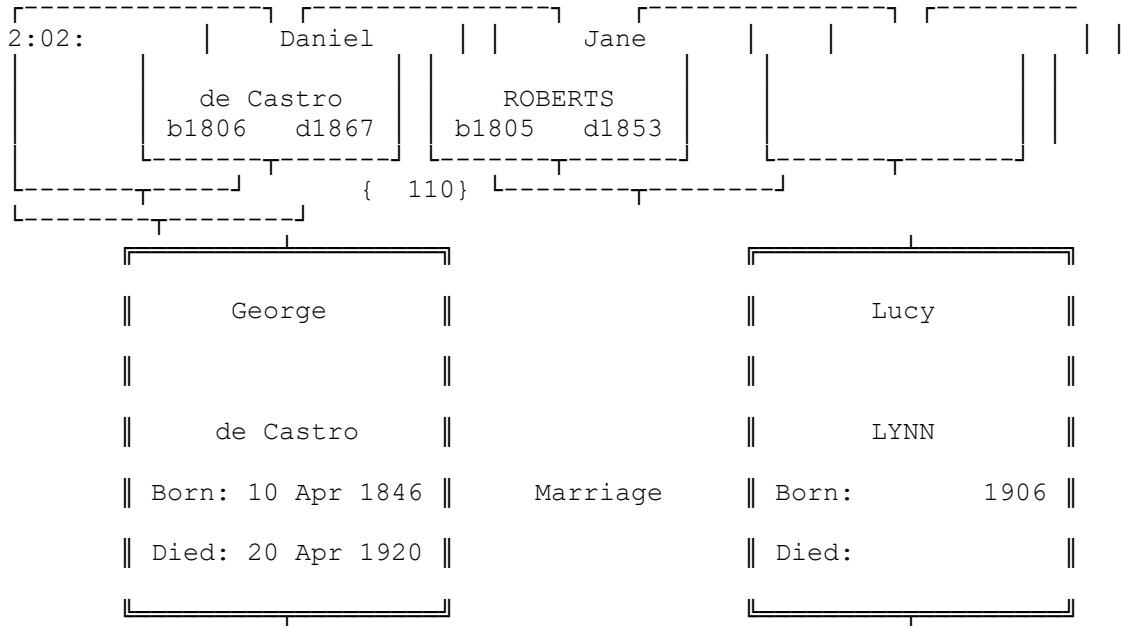 2:02: Daniel Jane
de Castro ROBERTS
b1806 d1867 b1805 d1853
{ 110}
George Lucy
de Castro LYNN
Born: 10 Apr 1846 Marriage Born: 1906
Died: 20 Apr 1920 Died: